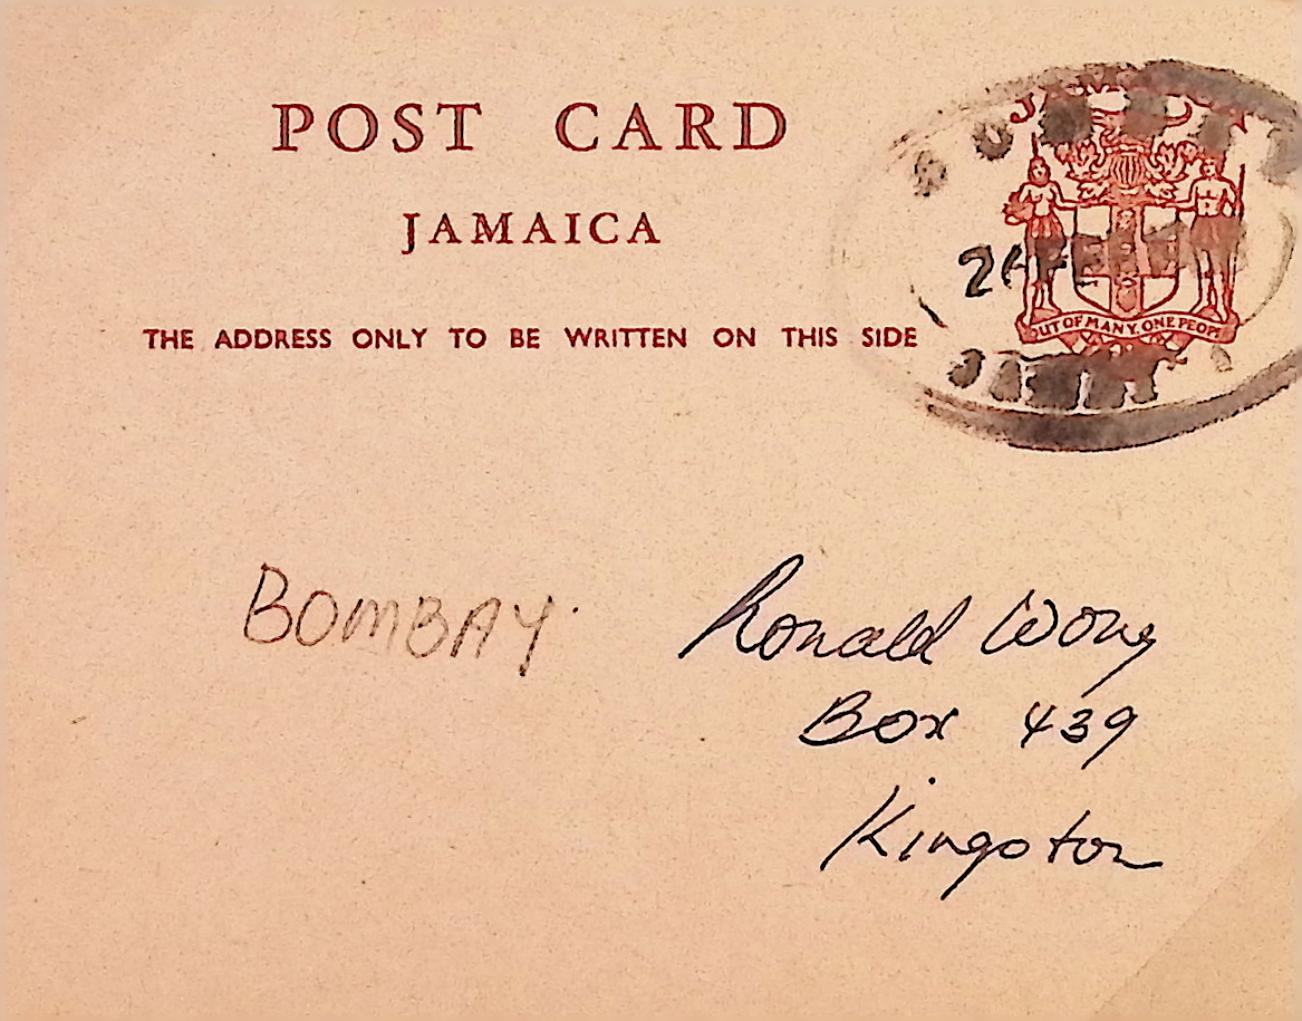 POST CARD
JAMAICA
THE ADDRESS ONLY TO BE WRITTEN ON THIS SIDE
OUT OF MANY, ONE PEOPLE
BOMBAY
Ronald Wong
Box 439
Kingston